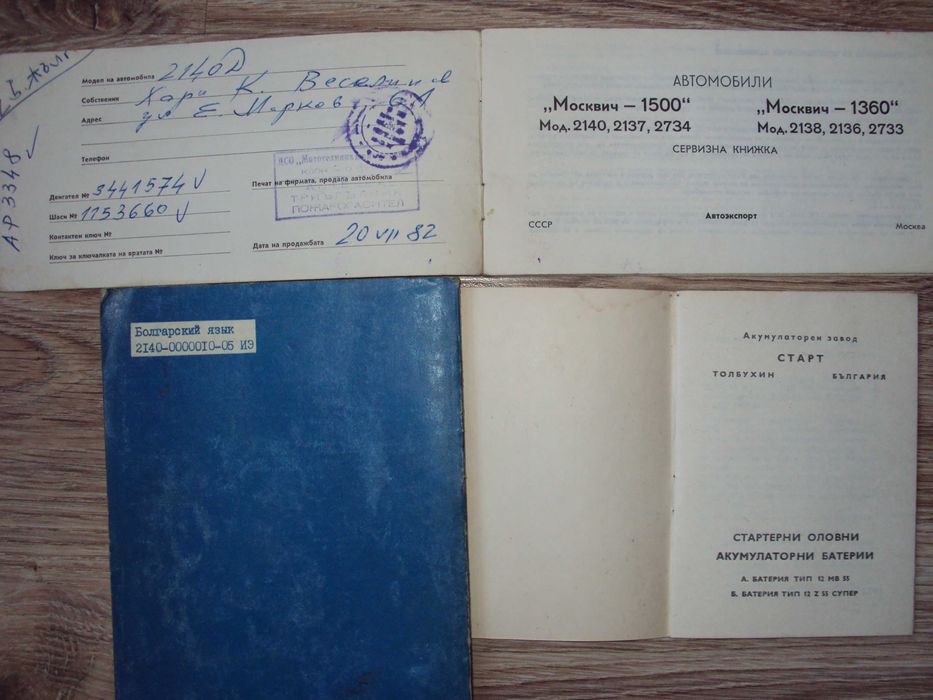 Б. Жълт
АР 3348
Модел на автомобила 2140D
Собственик Хари К. Веселинов
Адрес ул Е. Марков
Телефон
Двигател № 3441574
Шаси № 1153660
Контактен ключ №
Ключ за ключалката на вратата №
Печат на фирмата, продала автомобила
ТРИГОДИШНИК
ПОЖАРОГАСИТЕЛ
Дата на продажбата 20 VII 82
АВТОМОБИЛИ
„Москвич — 1500“
Мод. 2140, 2137, 2734
„Москвич — 1360“
Мод. 2138, 2136, 2733
СЕРВИЗНА КНИЖКА
Автоэкспорт
СССР
Москва
Болгарский язык
2140-0000010-05 ИЭ
Акумулаторен завод
СТАРТ
ТОЛБУХИН БЪЛГАРИЯ
СТАРТЕРНИ ОЛОВНИ
АКУМУЛАТОРНИ БАТЕРИИ
А. БАТЕРИЯ ТИП 12 МВ 55
Б. БАТЕРИЯ ТИП 12 Z 55 СУПЕР